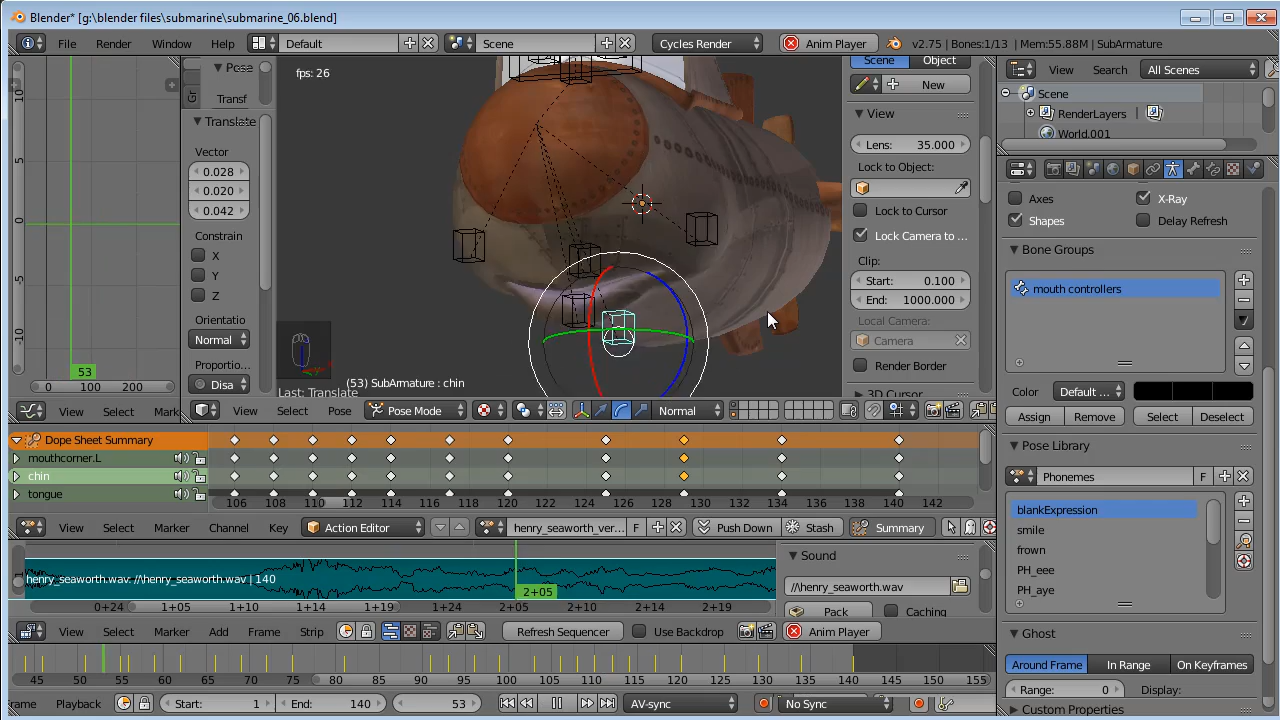 Blender* [g:\blender files\submarine\submarine_06.blend]
File Render Window Help Default Scene Cycles Render Anim Player v2.75 | Bones:1/13 | Mem:55.88M | SubArmature
10
5
0
-5
-10
53
0 100 200
View Select Mark
Gr
Pose
Transf
Translate
Vector
0.028
0.020
0.042
Constrain
X
Y
Z
Orientatio
Normal
Proportio...
Disa
fps: 26
(53) SubArmature : chin
Last: Translate
View Select Pose Pose Mode Normal
Scene Object
New
View
Lens: 35.000
Lock to Object:
Lock to Cursor
Lock Camera to ...
Clip:
Start: 0.100
End: 1000.000
Local Camera:
Camera
Render Border
3D Cursor
View Search All Scenes
Scene
RenderLayers
World.001
Axes X-Ray
Shapes Delay Refresh
Bone Groups
mouth controllers
Color Default ...
Assign Remove Select Deselect
Pose Library
Phonemes F
blankExpression
smile
frown
PH_eee
PH_aye
Ghost
Around Frame In Range On Keyframes
Range: 0 Display:
Custom Properties
Dope Sheet Summary
mouthcorner.L
chin
tongue
106 108 110 112 114 116 118 120 122 124 126 128 130 132 134 136 138 140 142
View Select Marker Channel Key Action Editor henry_seaworth_ver... F Push Down Stash Summary
henry_seaworth.wav: //henry_seaworth.wav | 140
2+05
0+24 1+05 1+10 1+14 1+19 1+24 2+05 2+10 2+14 2+19
Sound
//henry_seaworth.wav
Pack Caching
View Select Marker Add Frame Strip Refresh Sequencer Use Backdrop Anim Player
45 50 55 60 65 70 75 80 85 90 95 100 105 110 115 120 125 130 135 140 145 150 155
rame Playback Start: 1 End: 140 53 AV-sync No Sync